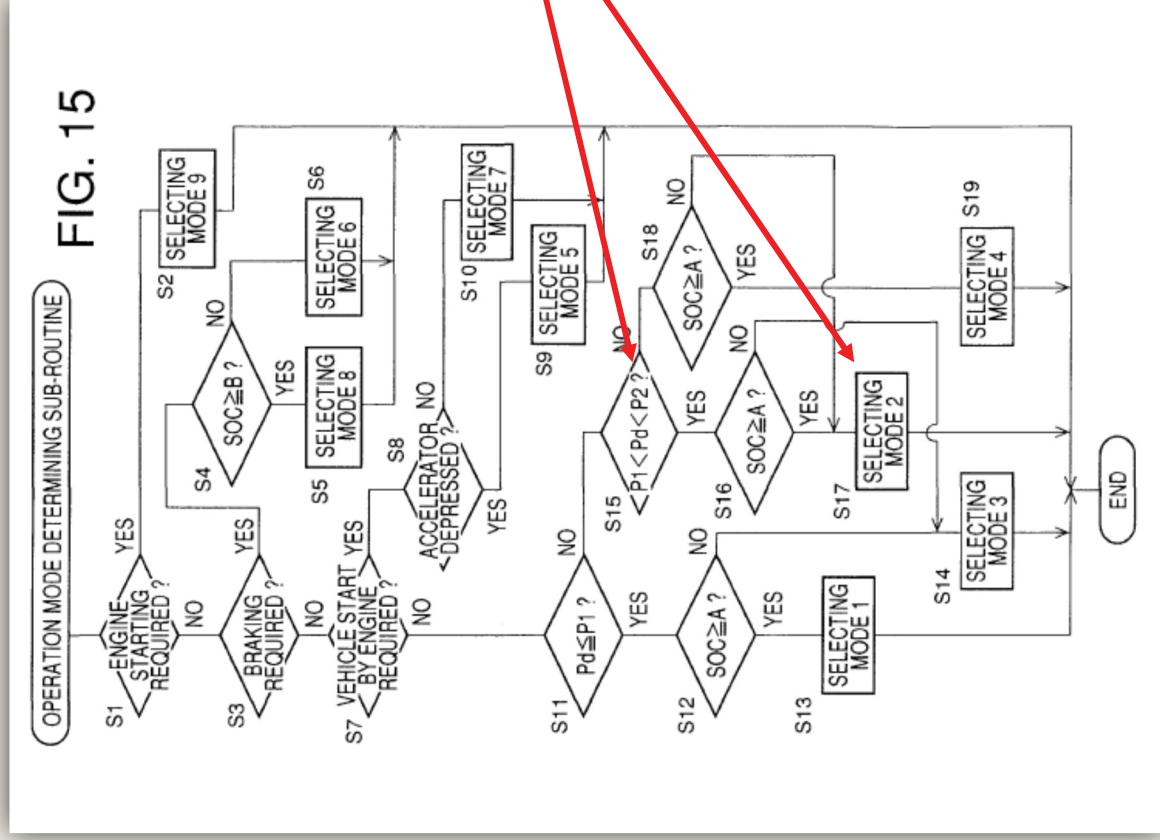 FIG. 15
OPERATION MODE DETERMINING SUB-ROUTINE
S1
ENGINE
STARTING
REQUIRED ?
YES
NO
S2
SELECTING
MODE 9
S3
BRAKING
REQUIRED ?
YES
NO
S4
SOC≧B ?
NO
YES
S5
SELECTING
MODE 8
S6
SELECTING
MODE 6
S7
VEHICLE START
BY ENGINE
REQUIRED ?
YES
NO
S8
ACCELERATOR
DEPRESSED ?
NO
YES
S9
SELECTING
MODE 5
S10
SELECTING
MODE 7
S11
Pd≦P1 ?
NO
YES
S12
SOC≧A ?
NO
YES
S13
SELECTING
MODE 1
S14
SELECTING
MODE 3
S15
P1<Pd<P2 ?
NO
YES
S16
SOC≧A ?
NO
YES
S17
SELECTING
MODE 2
S18
SOC≧A ?
NO
YES
S19
SELECTING
MODE 4
END